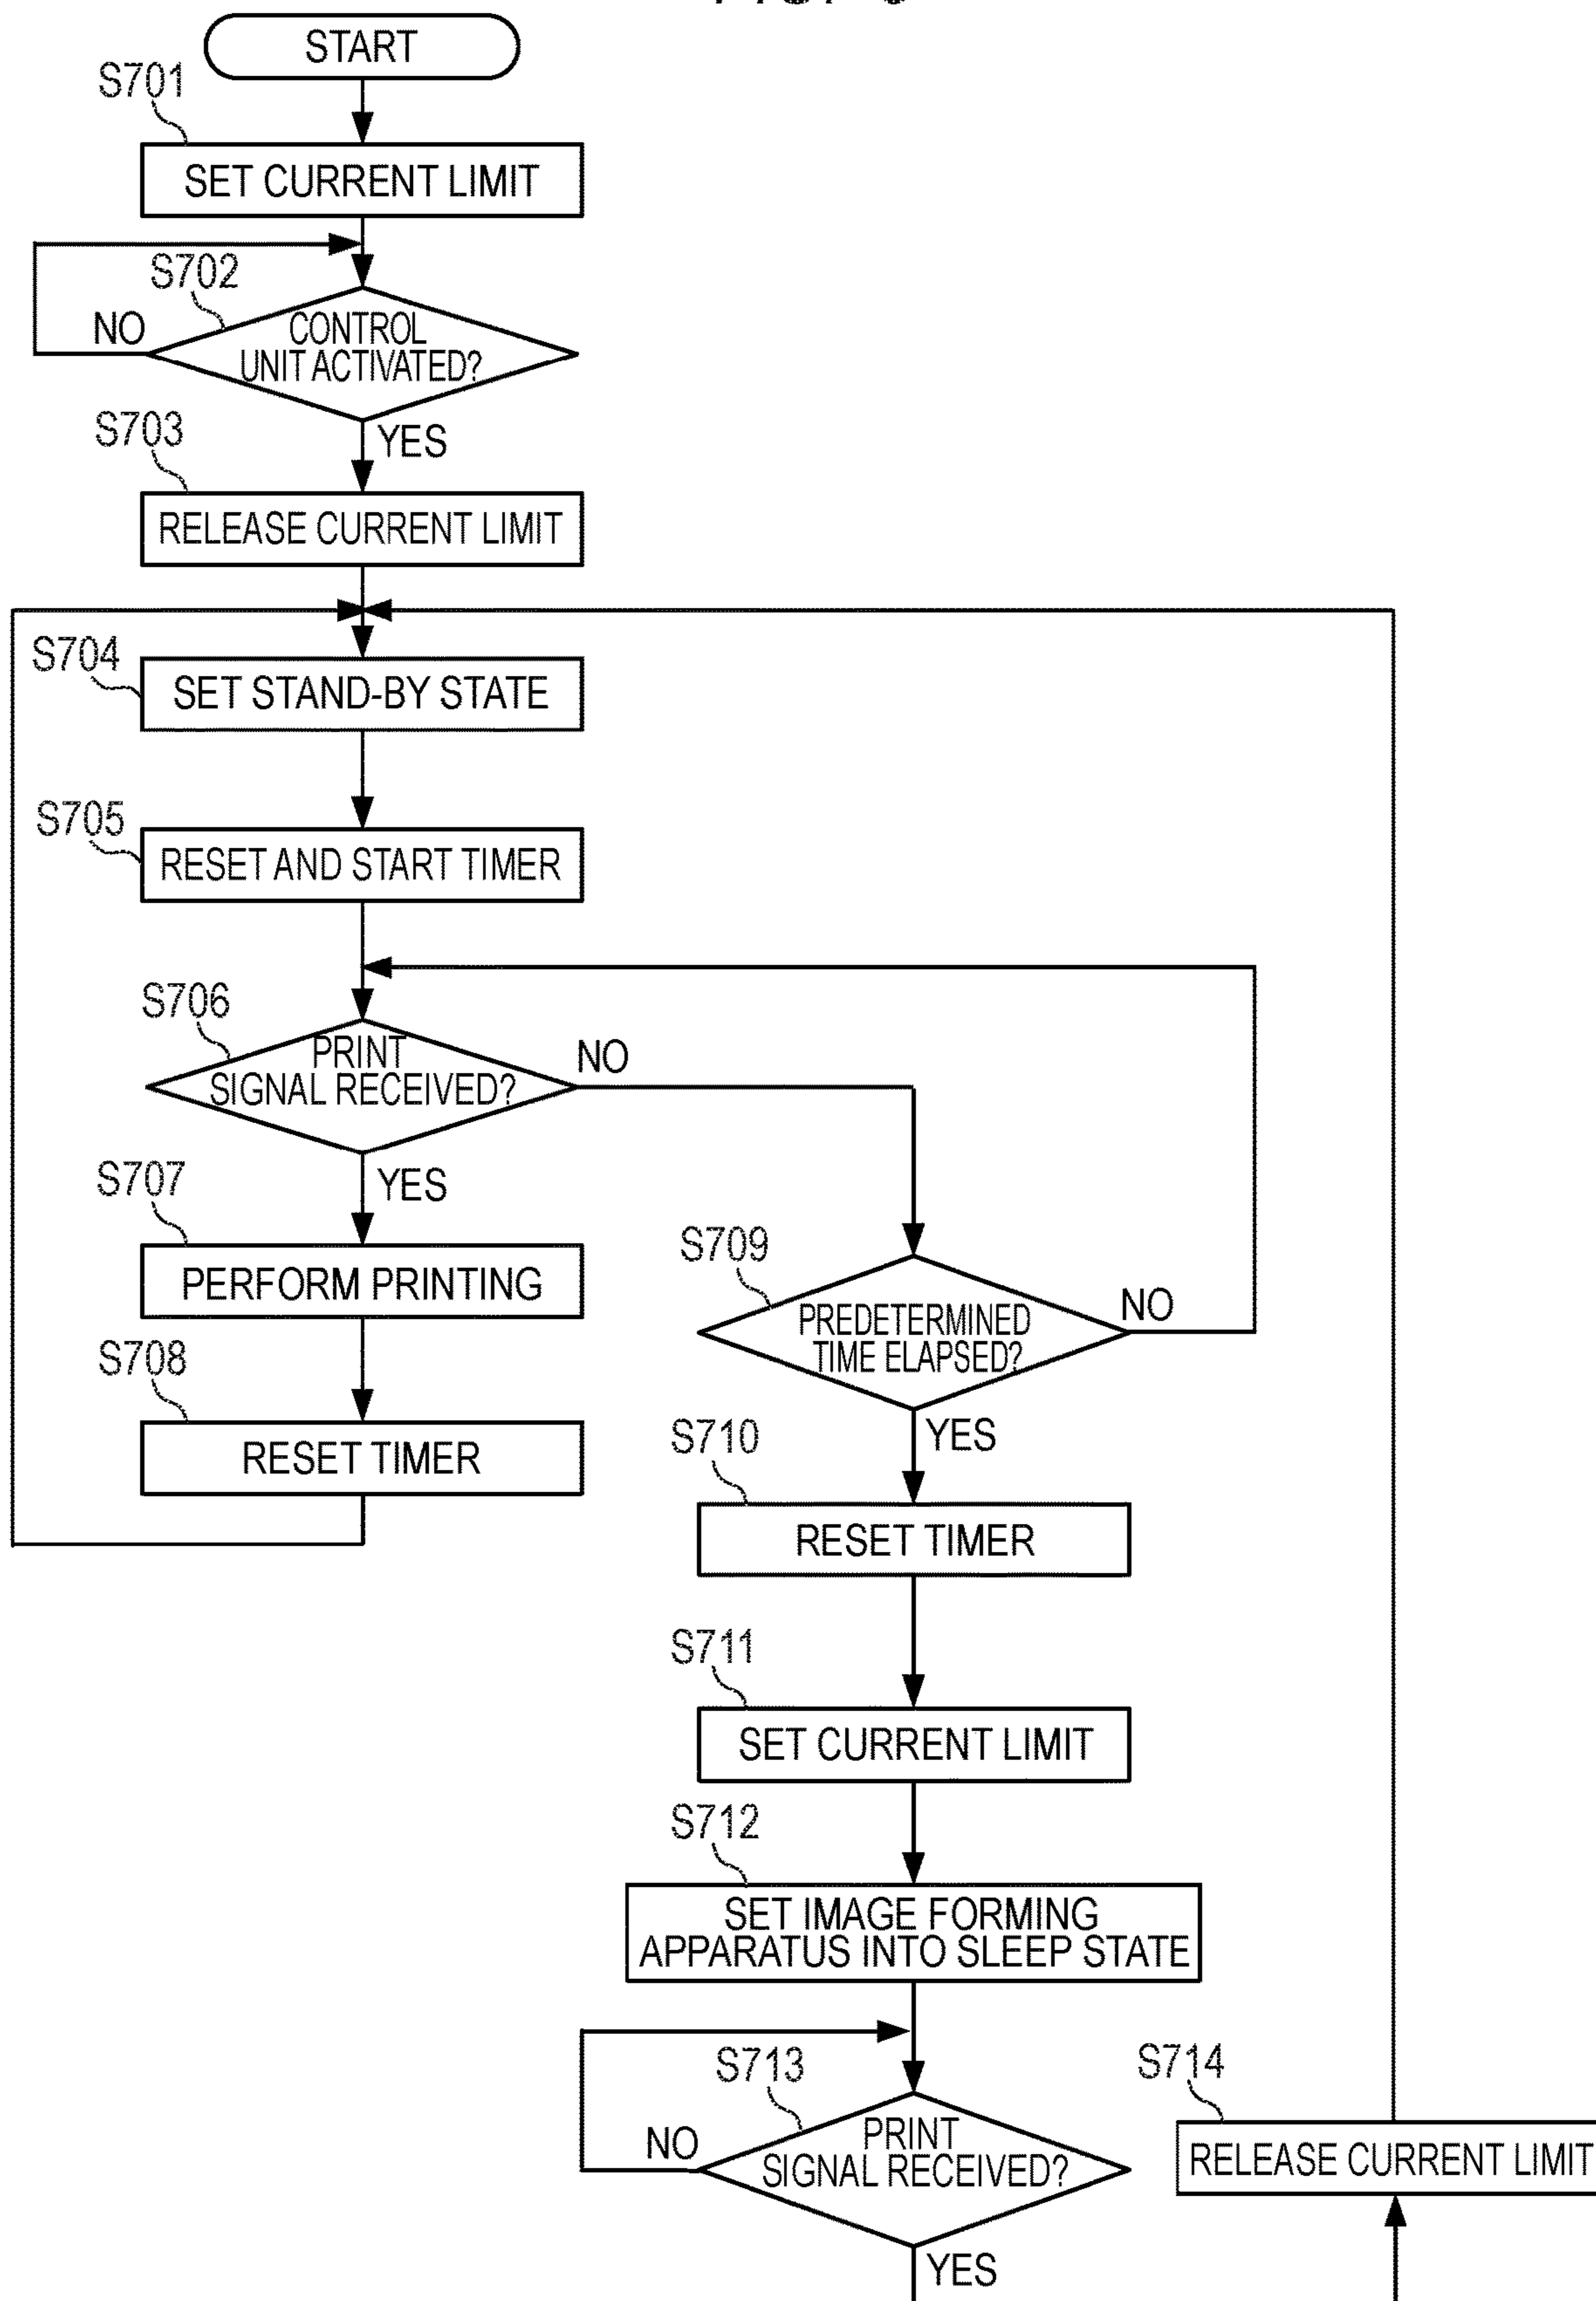 START
S701
SET CURRENT LIMIT
S702
NO
CONTROL
UNIT ACTIVATED?
S703
YES
RELEASE CURRENT LIMIT
S704
SET STAND-BY STATE
S705
RESET AND START TIMER
S706
PRINT
SIGNAL RECEIVED?
NO
S707
YES
PERFORM PRINTING
S708
RESET TIMER
S709
PREDETERMINED
TIME ELAPSED?
NO
S710
YES
RESET TIMER
S711
SET CURRENT LIMIT
S712
SET IMAGE FORMING
APPARATUS INTO SLEEP STATE
S713
NO
PRINT
SIGNAL RECEIVED?
YES
S714
RELEASE CURRENT LIMIT